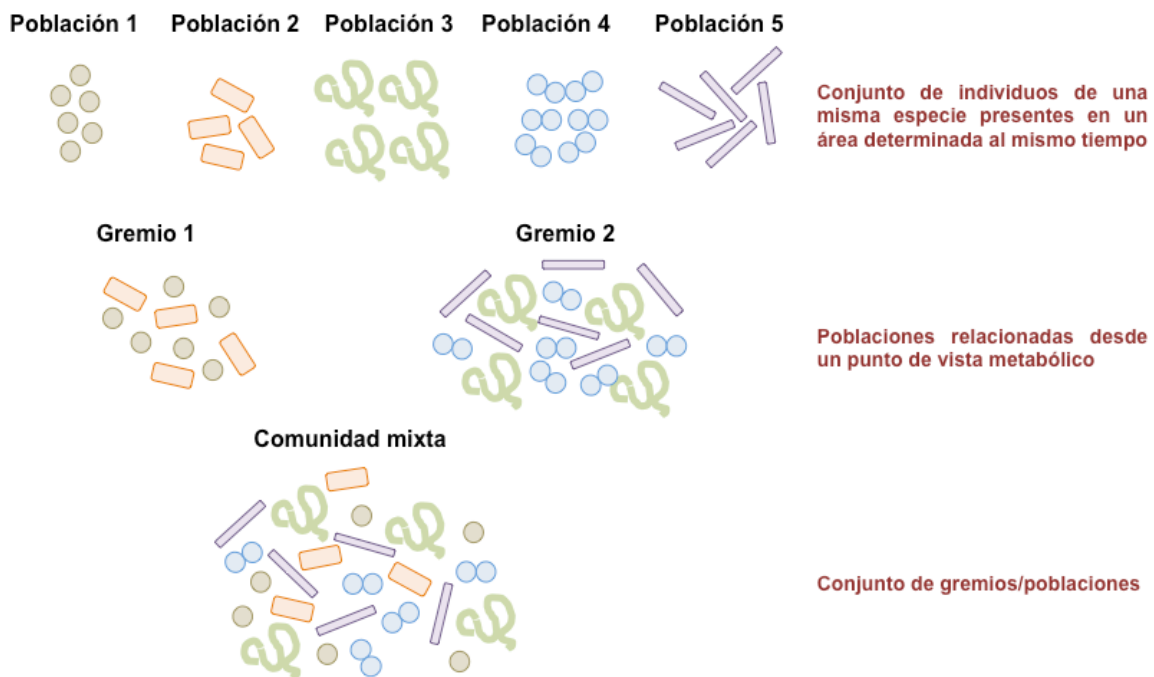 Población 1 Población 2 Población 3 Población 4 Población 5
Conjunto de individuos de una
misma especie presentes en un
área determinada al mismo tiempo
Gremio 1 Gremio 2
Poblaciones relacionadas desde
un punto de vista metabólico
Comunidad mixta
Conjunto de gremios/poblaciones